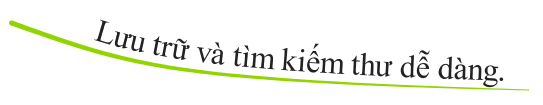 Lưu trữ và tìm kiếm thư dễ dàng.